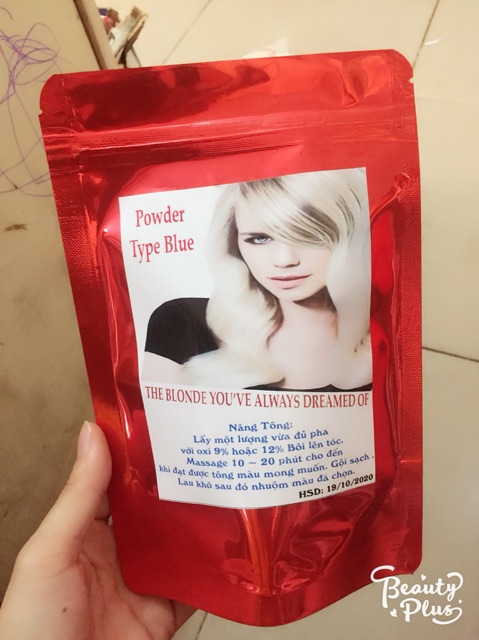 Powder
Type Blue
THE BLONDE YOU'VE ALWAYS DREAMED OF
Nâng Tông:
Lấy một lượng vừa đủ pha
với oxi 9% hoặc 12% Bôi lên tóc.
Massage 10 ~ 20 phút cho đến
khi đạt được tông màu mong muốn. Gội sạch .
Lau khô sau đó nhuộm màu đã chọn.
HSD: 19/10/2020
Beauty
Plus